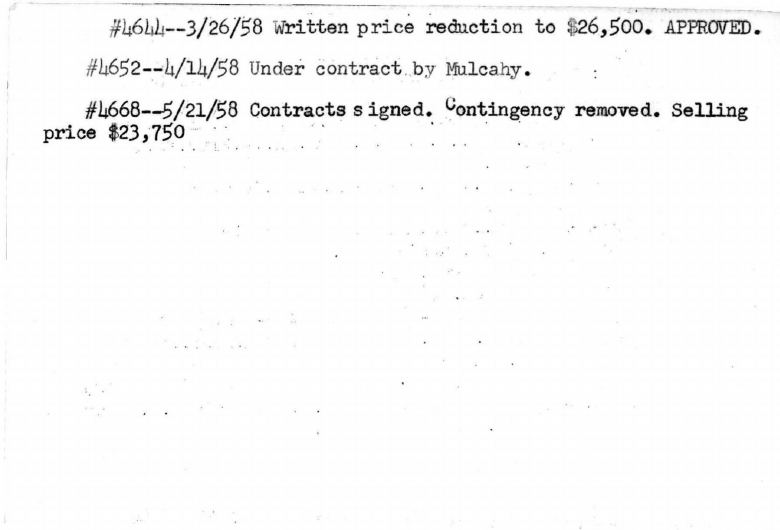 #4644--3/26/58 Written price reduction to $26,500. APPROVED.
#4652--4/14/58 Under contract by Mulcahy.
#4668--5/21/58 Contracts signed. Contingency removed. Selling
price $23,750